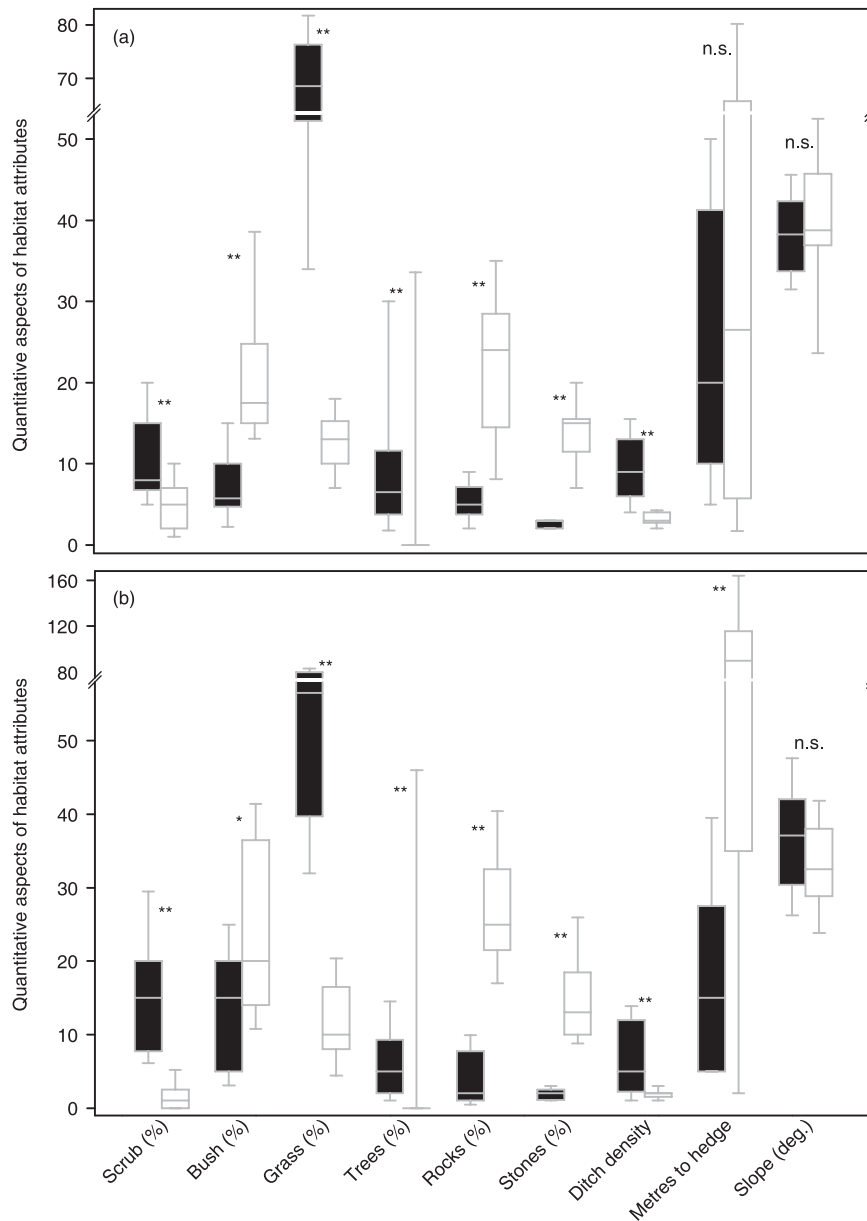 (a)
Quantitative aspects of habitat attributes
80
70
50
40
30
20
10
0
**
**
**
**
**
**
**
n.s.
n.s.
(b)
Quantitative aspects of habitat attributes
160
120
80
50
40
30
20
10
0
**
*
**
**
**
**
**
**
n.s.
Scrub (%)
Bush (%)
Grass (%)
Trees (%)
Rocks (%)
Stones (%)
Ditch density
Metres to hedge
Slope (deg.)